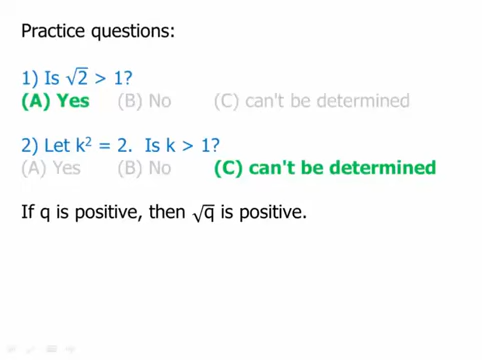 Practice questions:
1) Is √2 > 1?
(A) Yes (B) No (C) can't be determined
2) Let k² = 2. Is k > 1?
(A) Yes (B) No (C) can't be determined
If q is positive, then √q is positive.